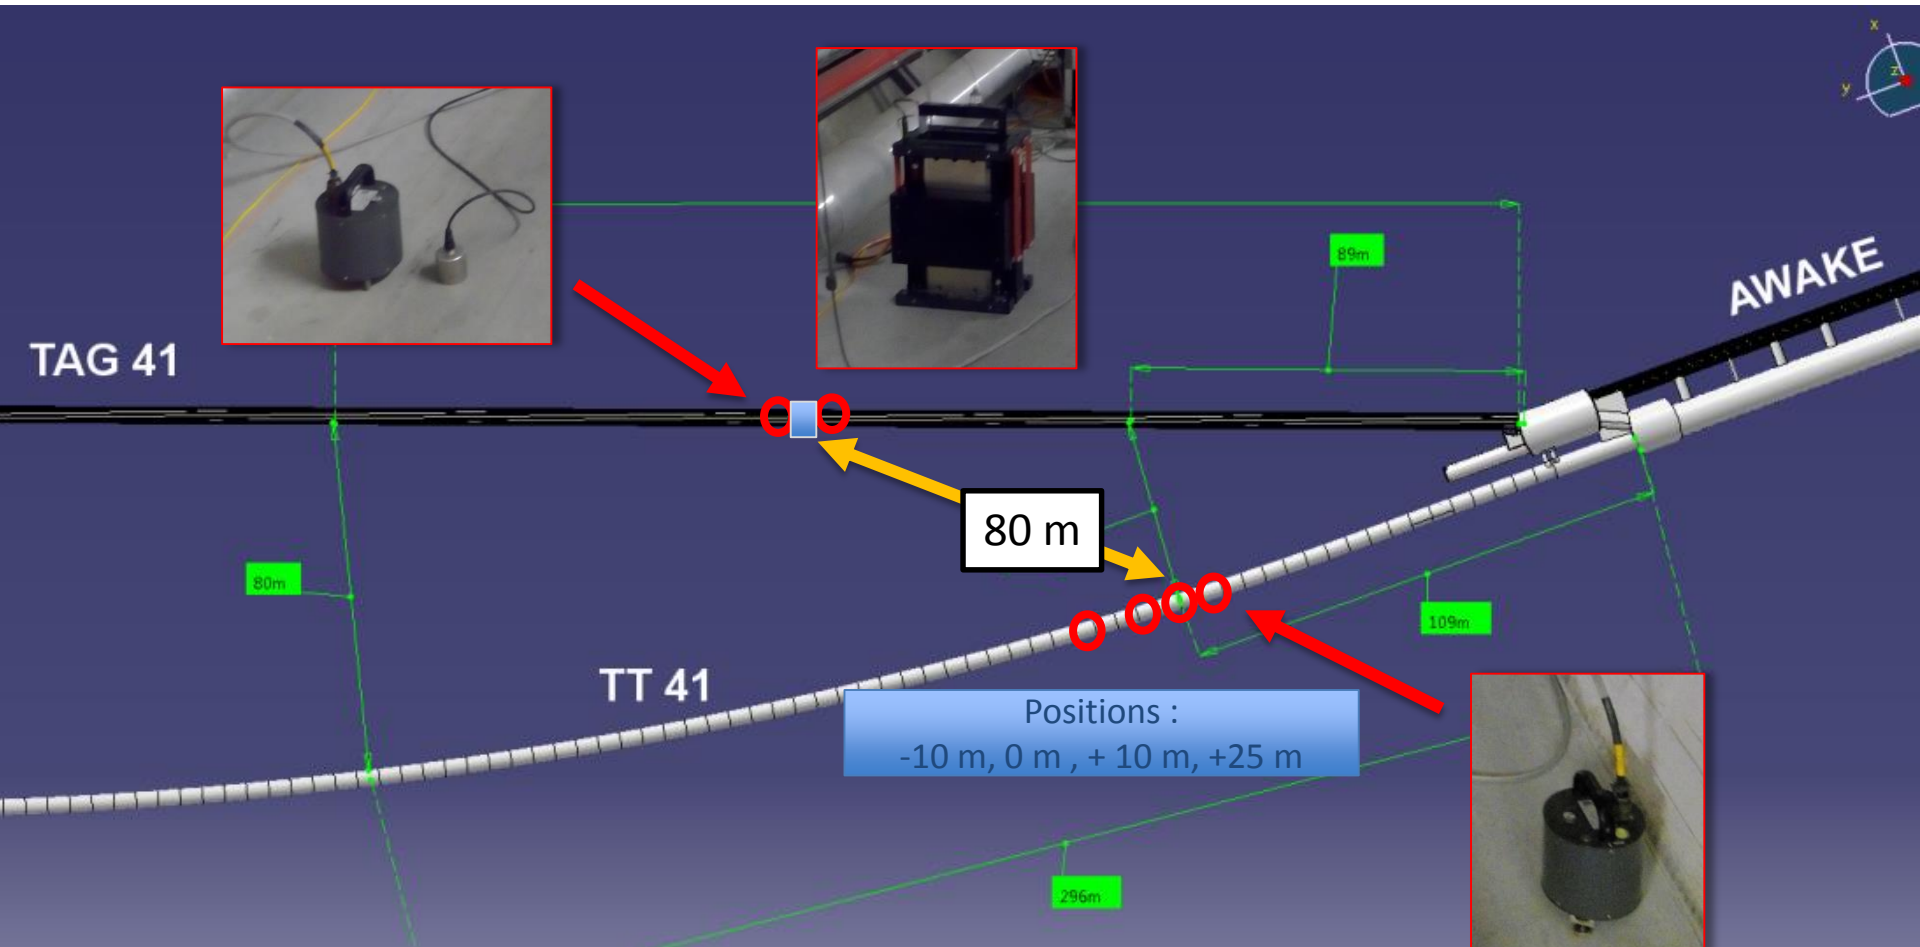 x
z
y
89m
AWAKE
TAG 41
80 m
80m
109m
TT 41
Positions :
-10 m, 0 m , + 10 m, +25 m
296m